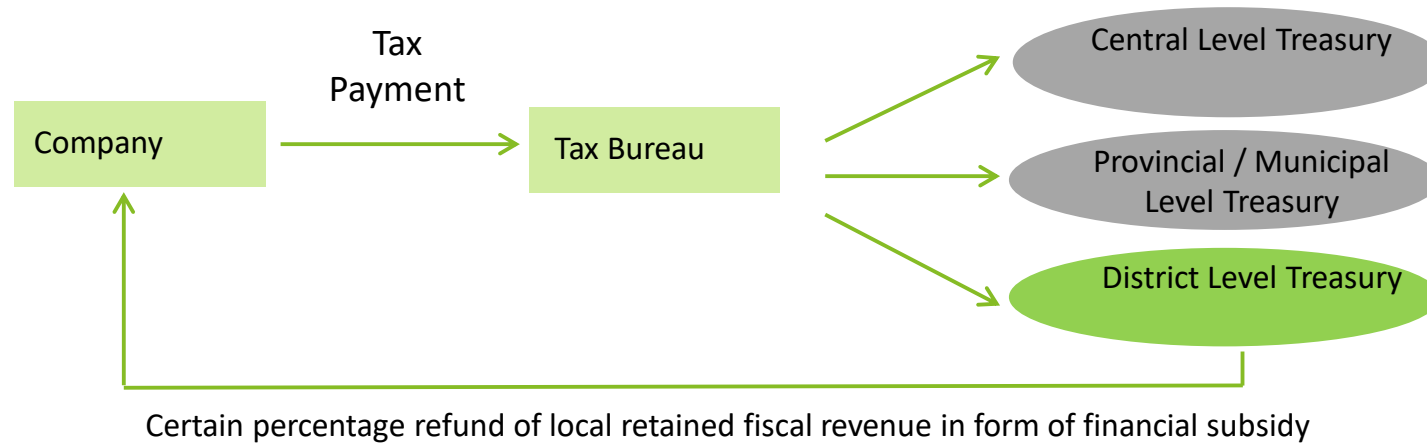 Tax
Payment
Company
Tax Bureau
Central Level Treasury
Provincial / Municipal
Level Treasury
District Level Treasury
Certain percentage refund of local retained fiscal revenue in form of financial subsidy